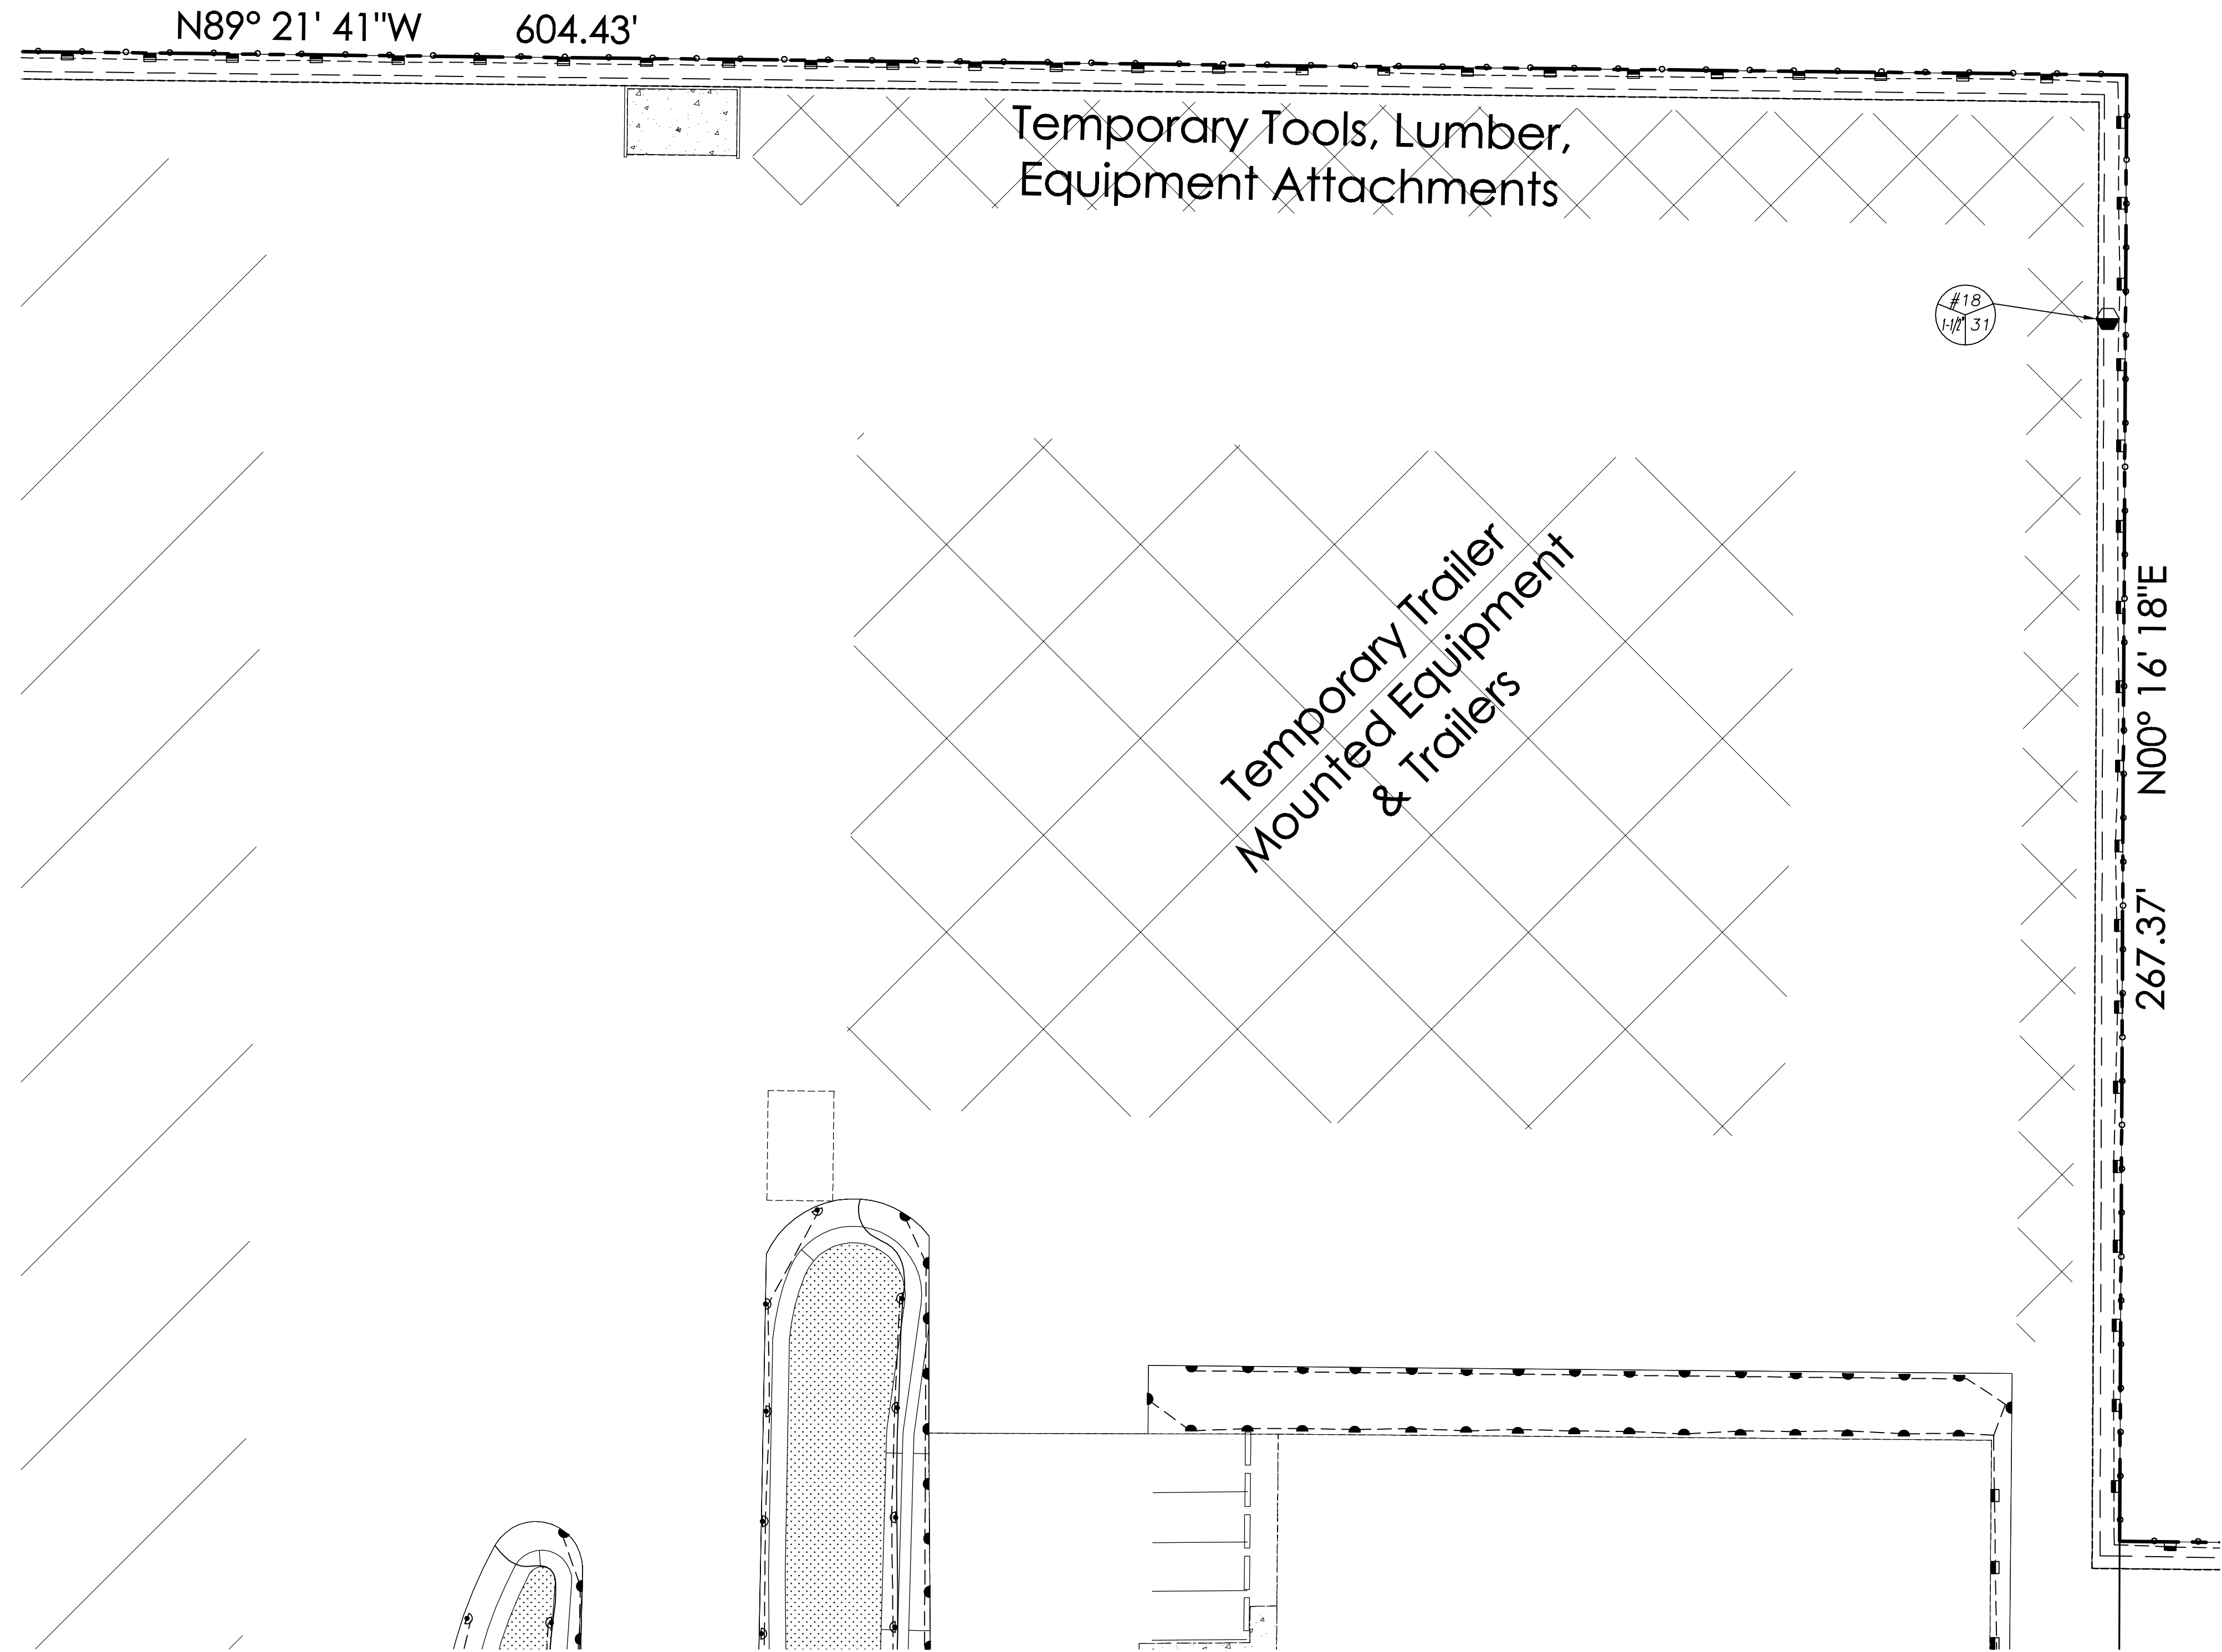 N89° 21' 41"W 604.43'
Temporary Tools, Lumber,
Equipment Attachments
#18
1-1/2" 31
Temporary Trailer
Mounted Equipment
& Trailers
N00° 16' 18"E
267.37'